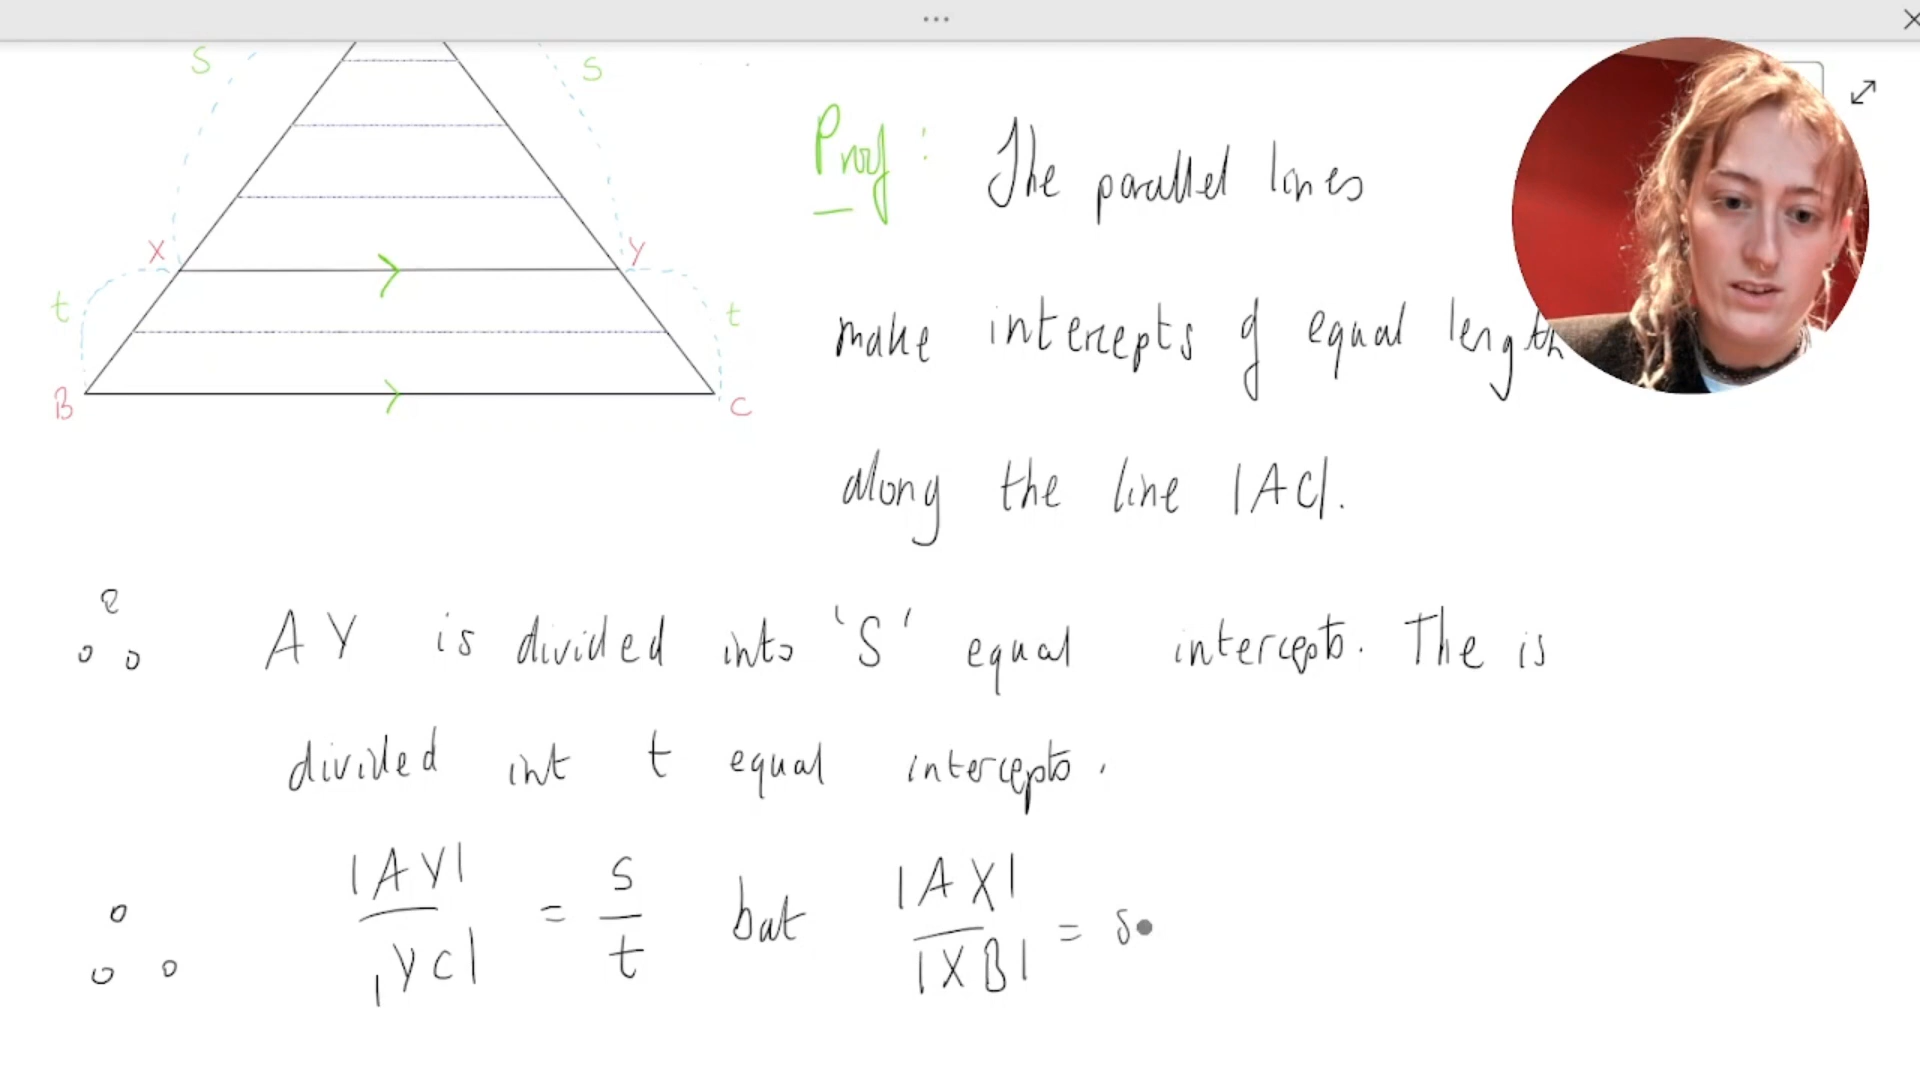 ...
S
S
Proof:
The parallel lines
X
Y
t
t
make intercepts of equal length
B
C
along the line |AC|.
AY is divided into 'S' equal intercepts. The is
divided int t equal intercepts.
|AY| / |YC| = s / t but |AX| / |XB| = s